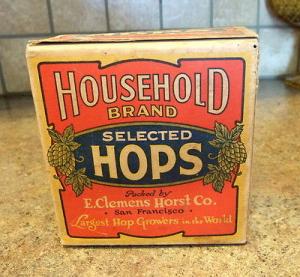 HOUSEHOLD
BRAND
SELECTED
HOPS
Packed by
E. Clemens Horst Co.
• San Francisco •
Largest Hop Growers in the World